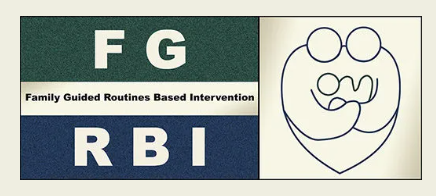 F G
Family Guided Routines Based Intervention
R B I